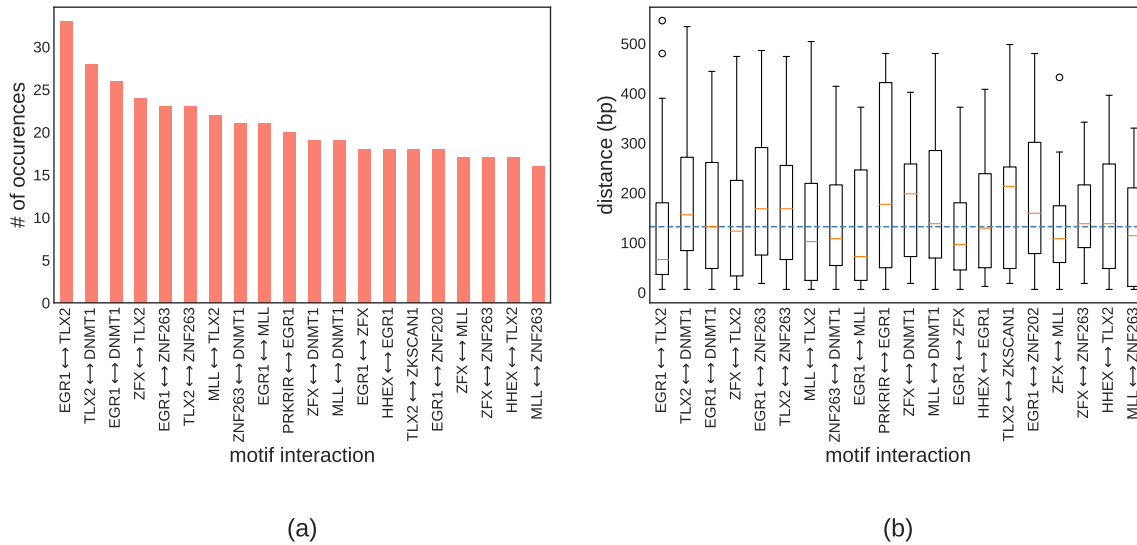 # of occurrences
30
25
20
15
10
5
0
EGR1 ⟷ TLX2
TLX2 ⟷ DNMT1
EGR1 ⟷ DNMT1
ZFX ⟷ TLX2
EGR1 ⟷ ZNF263
TLX2 ⟷ ZNF263
MLL ⟷ TLX2
ZNF263 ⟷ DNMT1
EGR1 ⟷ MLL
PRKRIR ⟷ EGR1
ZFX ⟷ DNMT1
MLL ⟷ DNMT1
EGR1 ⟷ ZFX
HHEX ⟷ EGR1
TLX2 ⟷ ZKSCAN1
EGR1 ⟷ ZNF202
ZFX ⟷ MLL
ZFX ⟷ ZNF263
HHEX ⟷ TLX2
MLL ⟷ ZNF263
motif interaction
(a)
distance (bp)
500
400
300
200
100
0
EGR1 ⟷ TLX2
TLX2 ⟷ DNMT1
EGR1 ⟷ DNMT1
ZFX ⟷ TLX2
EGR1 ⟷ ZNF263
TLX2 ⟷ ZNF263
MLL ⟷ TLX2
ZNF263 ⟷ DNMT1
EGR1 ⟷ MLL
PRKRIR ⟷ EGR1
ZFX ⟷ DNMT1
MLL ⟷ DNMT1
EGR1 ⟷ ZFX
HHEX ⟷ EGR1
TLX2 ⟷ ZKSCAN1
EGR1 ⟷ ZNF202
ZFX ⟷ MLL
ZFX ⟷ ZNF263
HHEX ⟷ TLX2
MLL ⟷ ZNF263
motif interaction
(b)